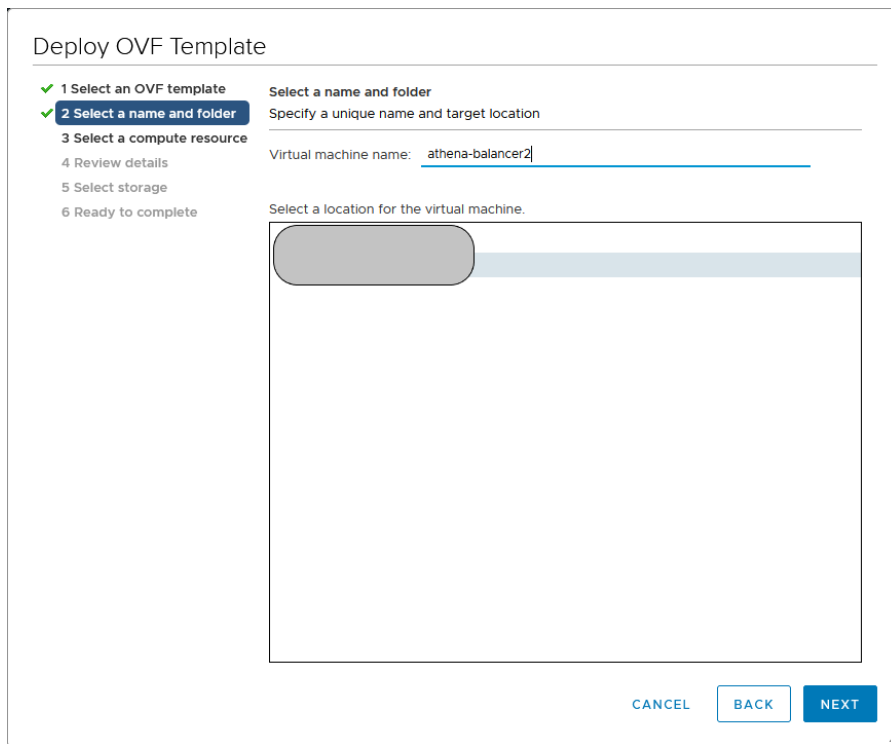 Deploy OVF Template
1 Select an OVF template
2 Select a name and folder
3 Select a compute resource
4 Review details
5 Select storage
6 Ready to complete
Select a name and folder
Specify a unique name and target location
Virtual machine name: athena-balancer2
Select a location for the virtual machine.
CANCEL BACK NEXT